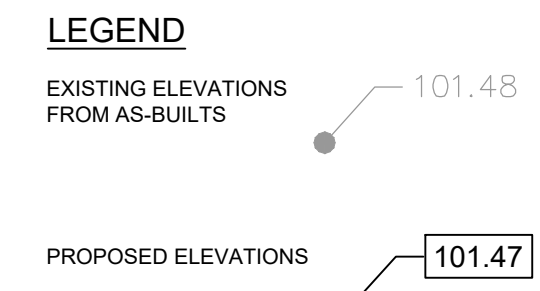 LEGEND
EXISTING ELEVATIONS
FROM AS-BUILTS
101.48
PROPOSED ELEVATIONS
101.47